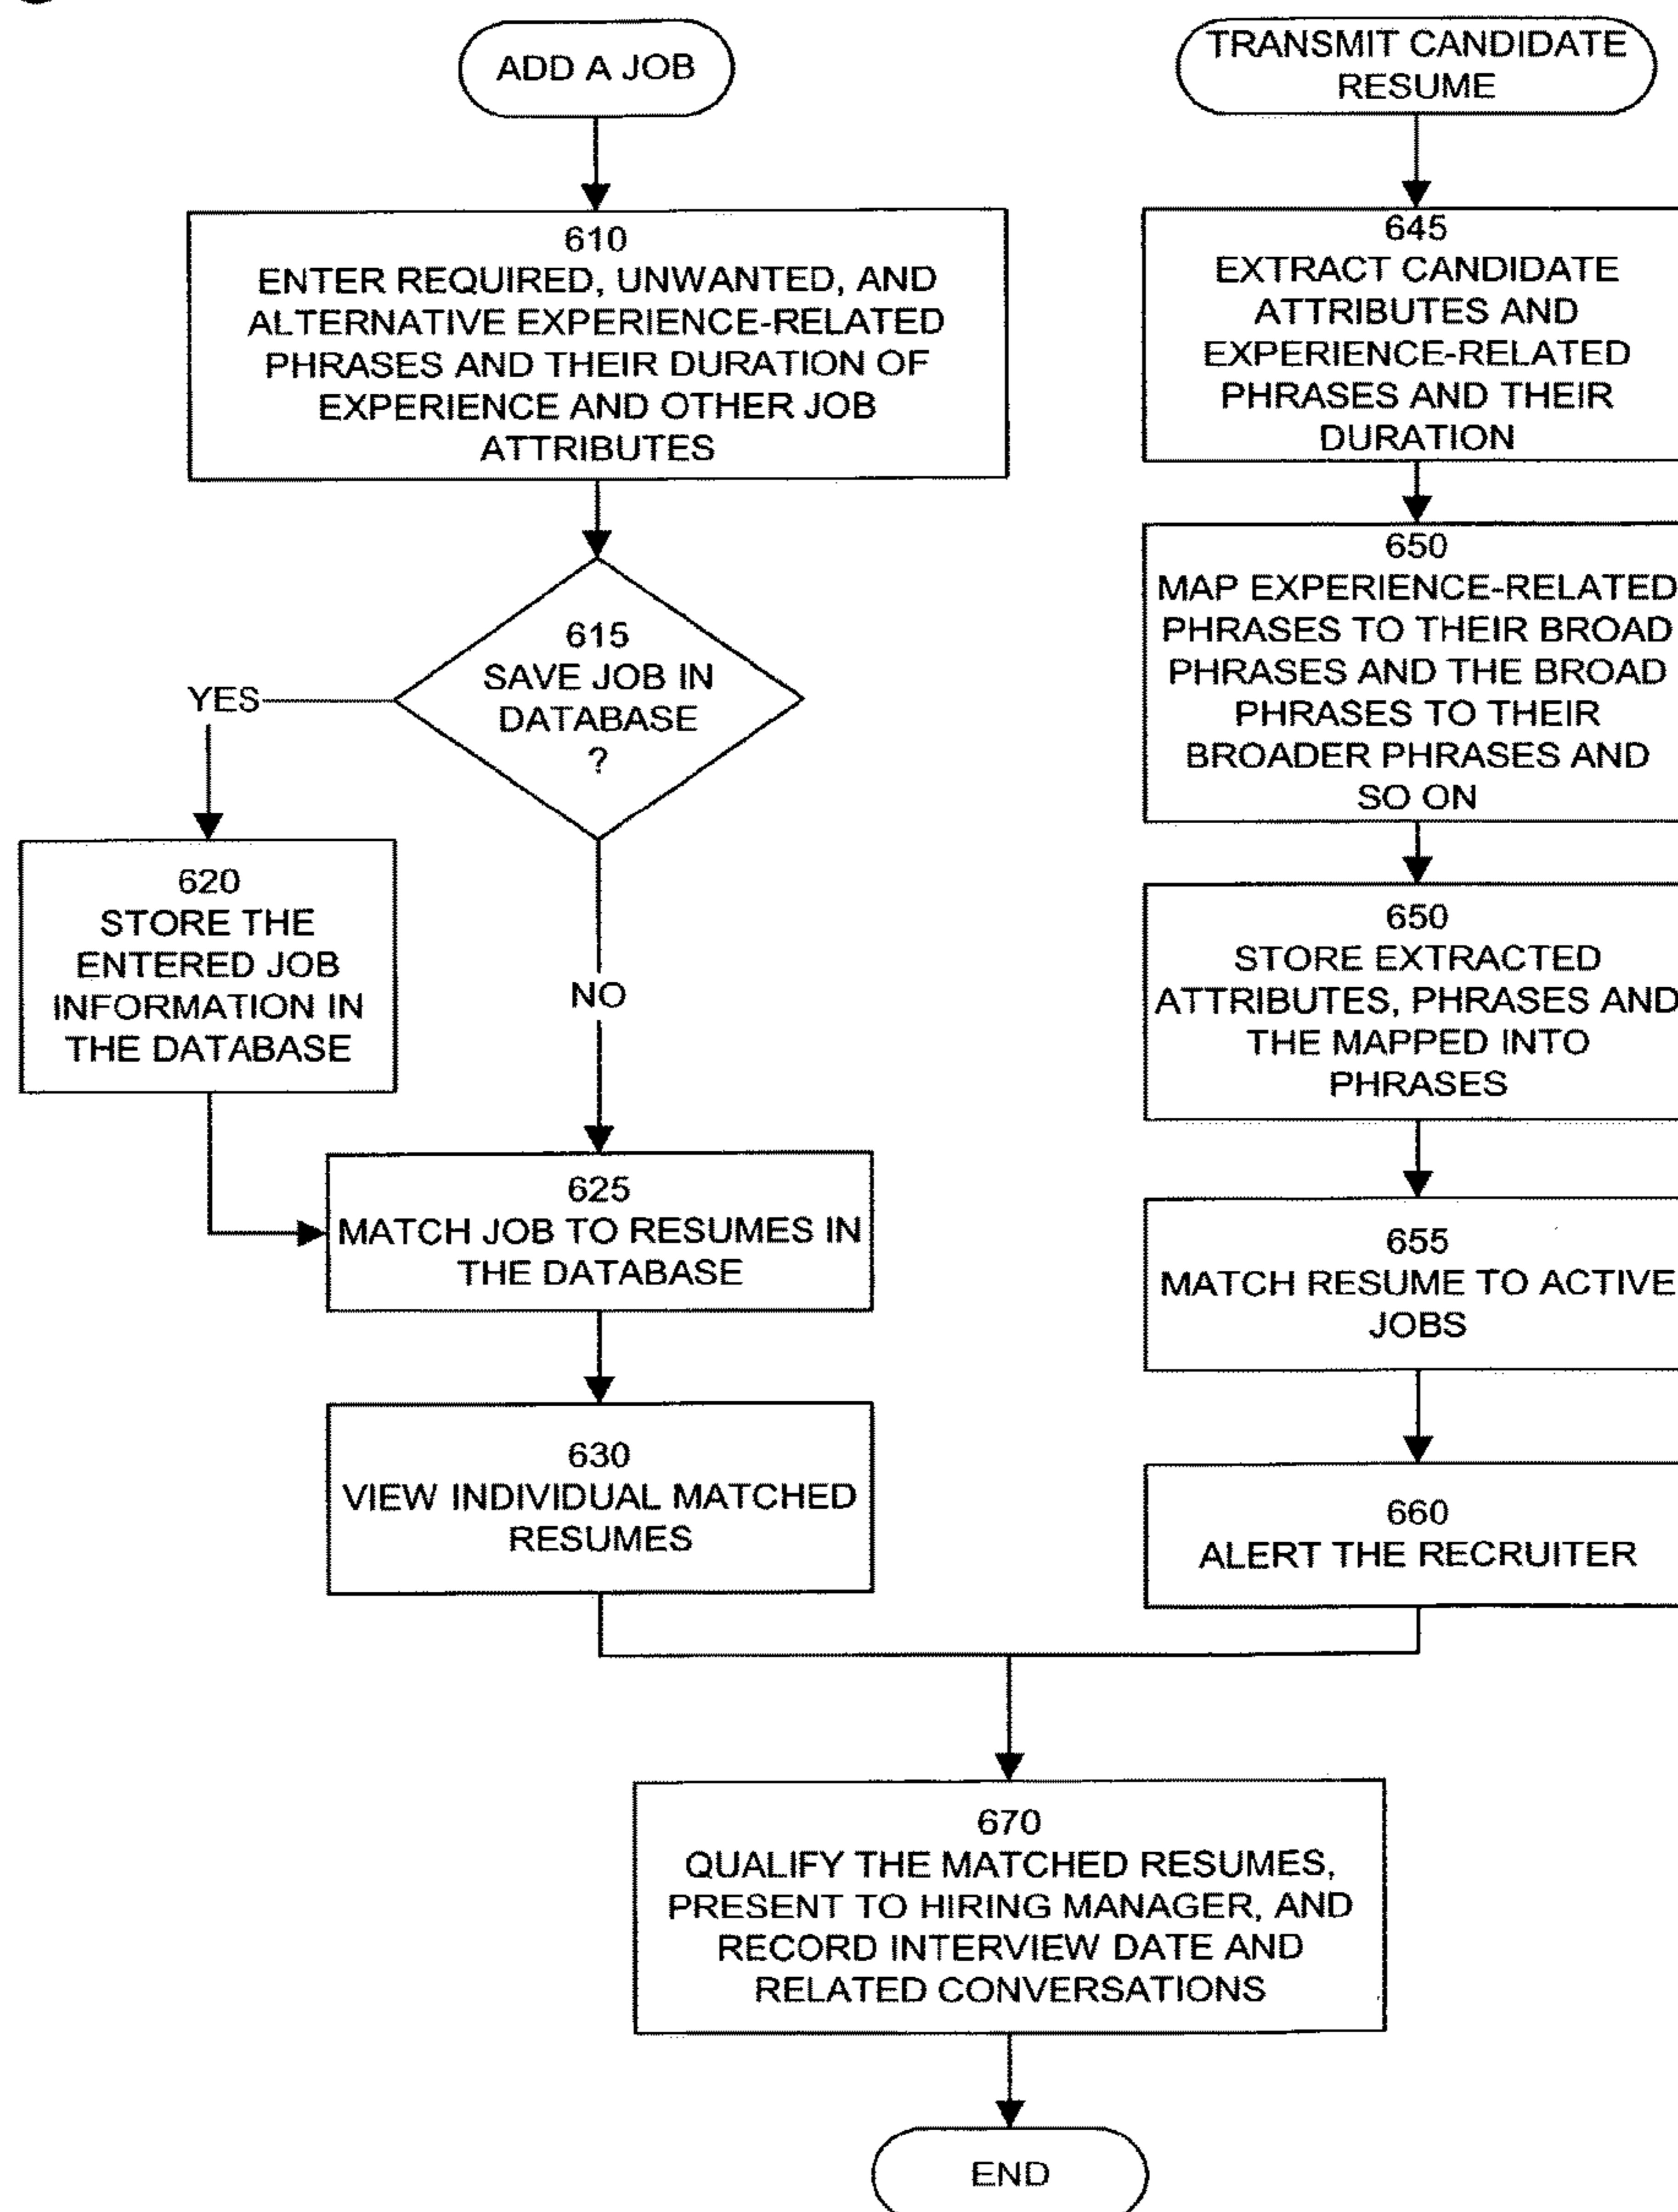 ADD A JOB
610
ENTER REQUIRED, UNWANTED, AND
ALTERNATIVE EXPERIENCE-RELATED
PHRASES AND THEIR DURATION OF
EXPERIENCE AND OTHER JOB
ATTRIBUTES
615
SAVE JOB IN
DATABASE
?
YES
620
STORE THE
ENTERED JOB
INFORMATION IN
THE DATABASE
NO
625
MATCH JOB TO RESUMES IN
THE DATABASE
630
VIEW INDIVIDUAL MATCHED
RESUMES
TRANSMIT CANDIDATE
RESUME
645
EXTRACT CANDIDATE
ATTRIBUTES AND
EXPERIENCE-RELATED
PHRASES AND THEIR
DURATION
650
MAP EXPERIENCE-RELATED
PHRASES TO THEIR BROAD
PHRASES AND THE BROAD
PHRASES TO THEIR
BROADER PHRASES AND
SO ON
650
STORE EXTRACTED
ATTRIBUTES, PHRASES AND
THE MAPPED INTO
PHRASES
655
MATCH RESUME TO ACTIVE
JOBS
660
ALERT THE RECRUITER
670
QUALIFY THE MATCHED RESUMES,
PRESENT TO HIRING MANAGER, AND
RECORD INTERVIEW DATE AND
RELATED CONVERSATIONS
END